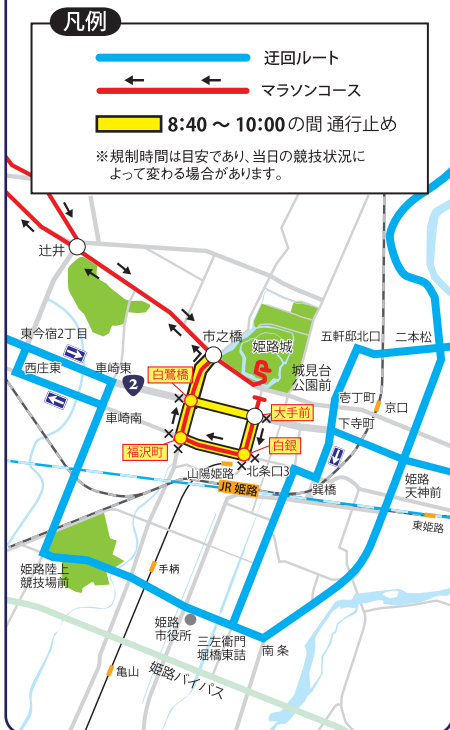 凡例
迂回ルート
マラソンコース
8:40 ～ 10:00の間 通行止め
※規制時間は目安であり、当日の競技状況に
よって変わる場合があります。
辻井
東今宿2丁目
市之橋
姫路城
五軒邸北口
二本松
西庄東
車崎東
2
白鷺橋
城見台
公園前
壱丁町
京口
大手前
車崎南
下寺町
福沢町
白銀
山陽姫路
北条口3
JR 姫路
巽橋
姫路
天神前
東姫路
姫路陸上
競技場前
手柄
姫路
市役所
三左衛門
堀橋東詰
南条
亀山
姫路バイパス